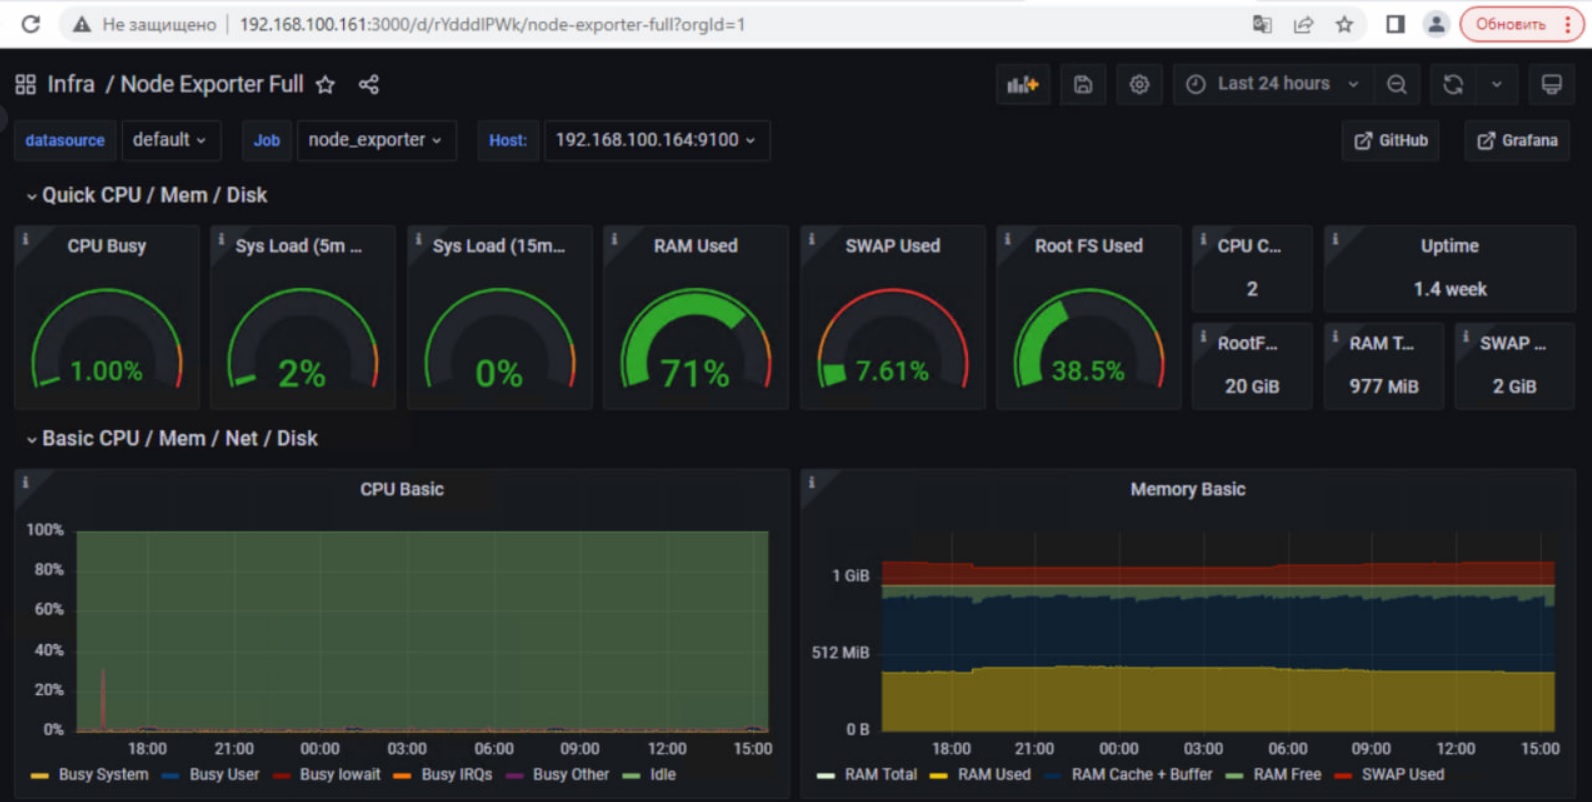 Не защищено 192.168.100.161:3000/d/rYdddlPWk/node-exporter-full?orgId=1 Обновить
Infra / Node Exporter Full Last 24 hours
datasource default Job node_exporter Host: 192.168.100.164:9100 GitHub Grafana
Quick CPU / Mem / Disk
CPU Busy Sys Load (5m ... Sys Load (15m... RAM Used SWAP Used Root FS Used CPU C... Uptime
2 1.4 week
1.00% 2% 0% 71% 7.61% 38.5%
RootF... RAM T... SWAP ...
20 GiB 977 MiB 2 GiB
Basic CPU / Mem / Net / Disk
CPU Basic
100%
80%
60%
40%
20%
0%
18:00 21:00 00:00 03:00 06:00 09:00 12:00 15:00
Busy System Busy User Busy Iowait Busy IRQs Busy Other Idle
Memory Basic
1 GiB
512 MiB
0 B
18:00 21:00 00:00 03:00 06:00 09:00 12:00 15:00
RAM Total RAM Used RAM Cache + Buffer RAM Free SWAP Used